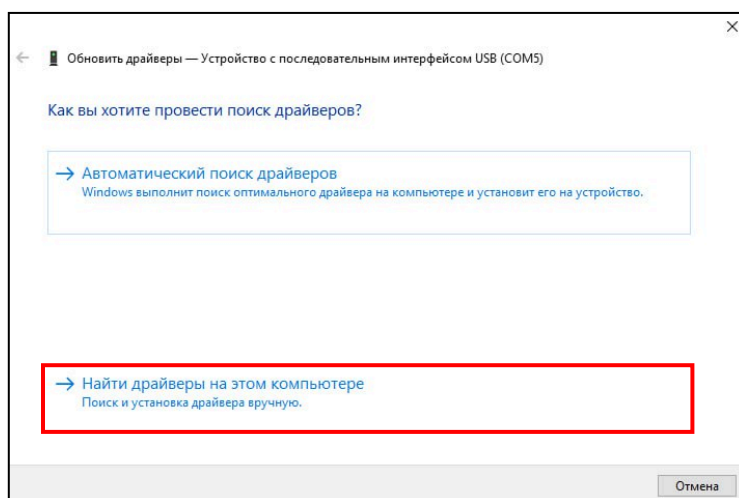 Обновить драйверы — Устройство с последовательным интерфейсом USB (COM5)
Как вы хотите провести поиск драйверов?
Автоматический поиск драйверов
Windows выполнит поиск оптимального драйвера на компьютере и установит его на устройство.
Найти драйверы на этом компьютере
Поиск и установка драйвера вручную.
Отмена